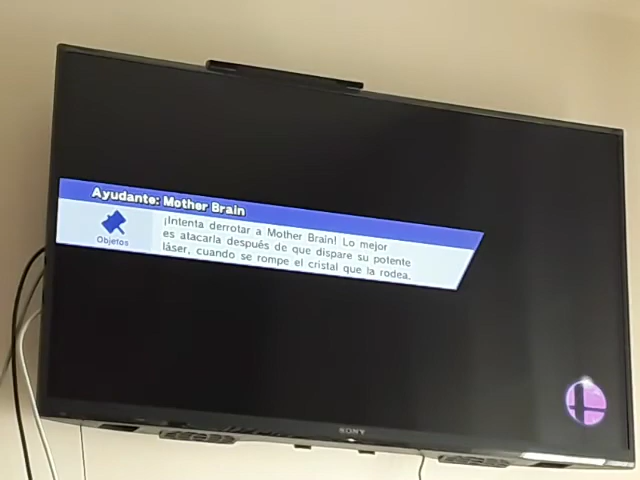 Ayudante: Mother Brain
Objetos
¡Intenta derrotar a Mother Brain! Lo mejor
es atacarla después de que dispare su potente
láser, cuando se rompe el cristal que la rodea.
SONY